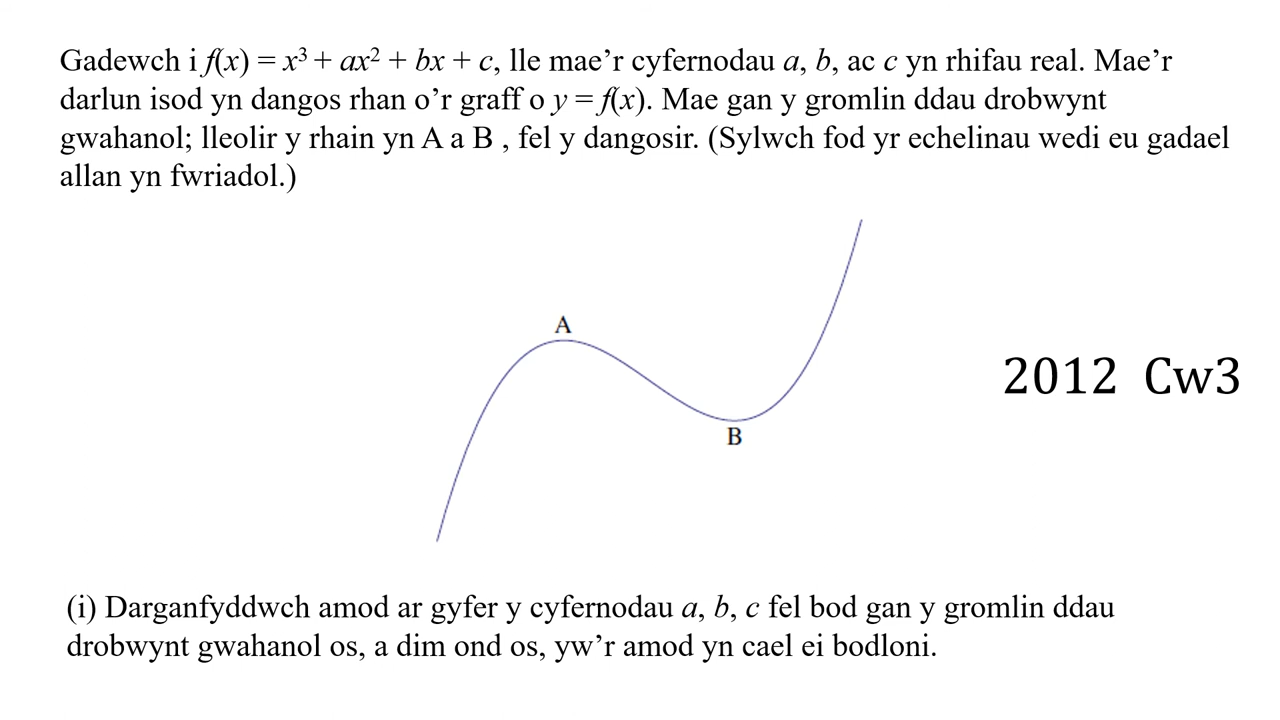 Gadewch i f(x) = x³ + ax² + bx + c, lle mae’r cyfernodau a, b, ac c yn rhifau real. Mae’r
darlun isod yn dangos rhan o’r graff o y = f(x). Mae gan y gromlin ddau drobwynt
gwahanol; lleolir y rhain yn A a B , fel y dangosir. (Sylwch fod yr echelinau wedi eu gadael
allan yn fwriadol.)
A
2012 Cw3
B
(i) Darganfyddwch amod ar gyfer y cyfernodau a, b, c fel bod gan y gromlin ddau
drobwynt gwahanol os, a dim ond os, yw’r amod yn cael ei bodloni.